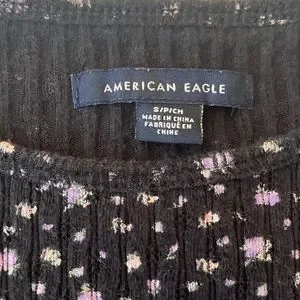 AMERICAN EAGLE
S/P/CH
MADE IN CHINA
FABRIQUÉ EN
CHINE